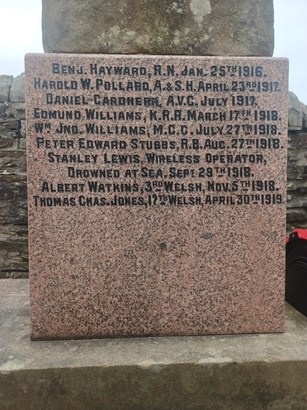 Benj. Hayward, R.N. Jan. 25th 1916.
Harold W. Pollard, A. & S.H. April 23rd 1917.
Daniel Gardner, A.V.C. July 1917.
Edmund Williams, K.R.R. March 17th 1918.
Wm Jno. Williams, M.G.C. July 27th 1918.
Peter Edward Stubbs, R.B. Aug. 27th 1918.
Stanley Lewis, Wireless Operator,
Drowned at Sea, Sept 29th 1918.
Albert Watkins, 3rd Welsh, Nov. 5th 1918.
Thomas Chas. Jones, 17th Welsh, April 30th 1919.